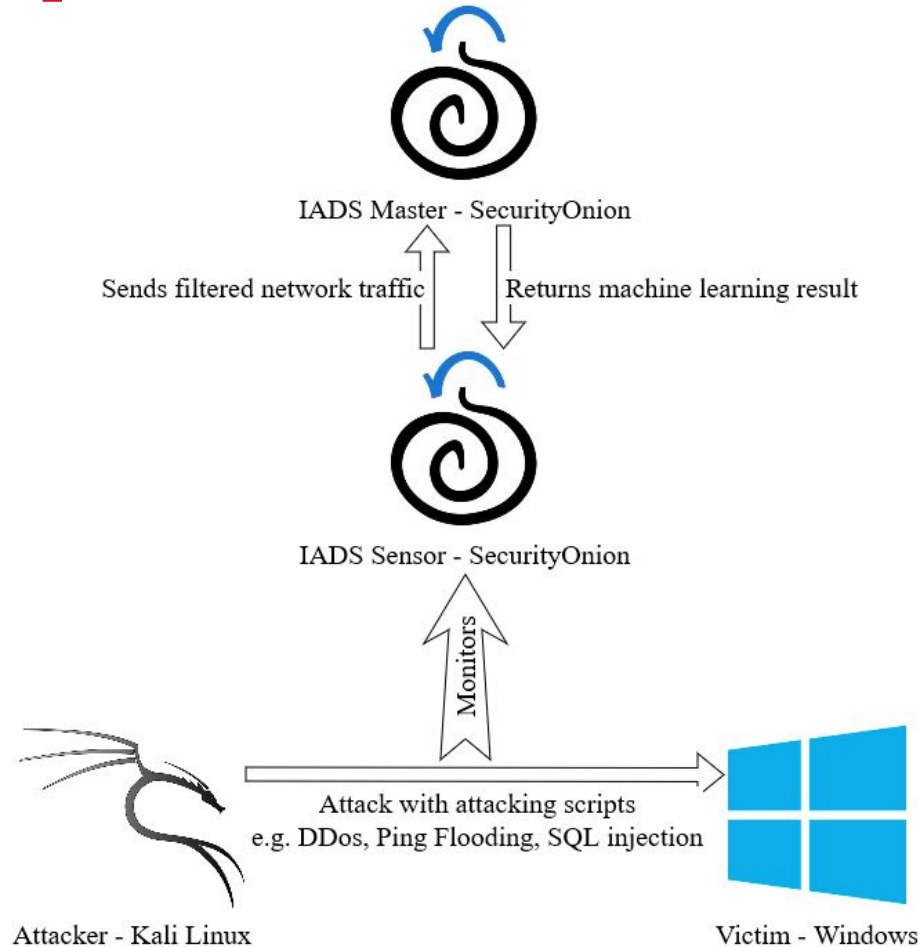 IADS Master - SecurityOnion
Sends filtered network traffic
Returns machine learning result
IADS Sensor - SecurityOnion
Monitors
Attack with attacking scripts
e.g. DDos, Ping Flooding, SQL injection
Attacker - Kali Linux
Victim - Windows